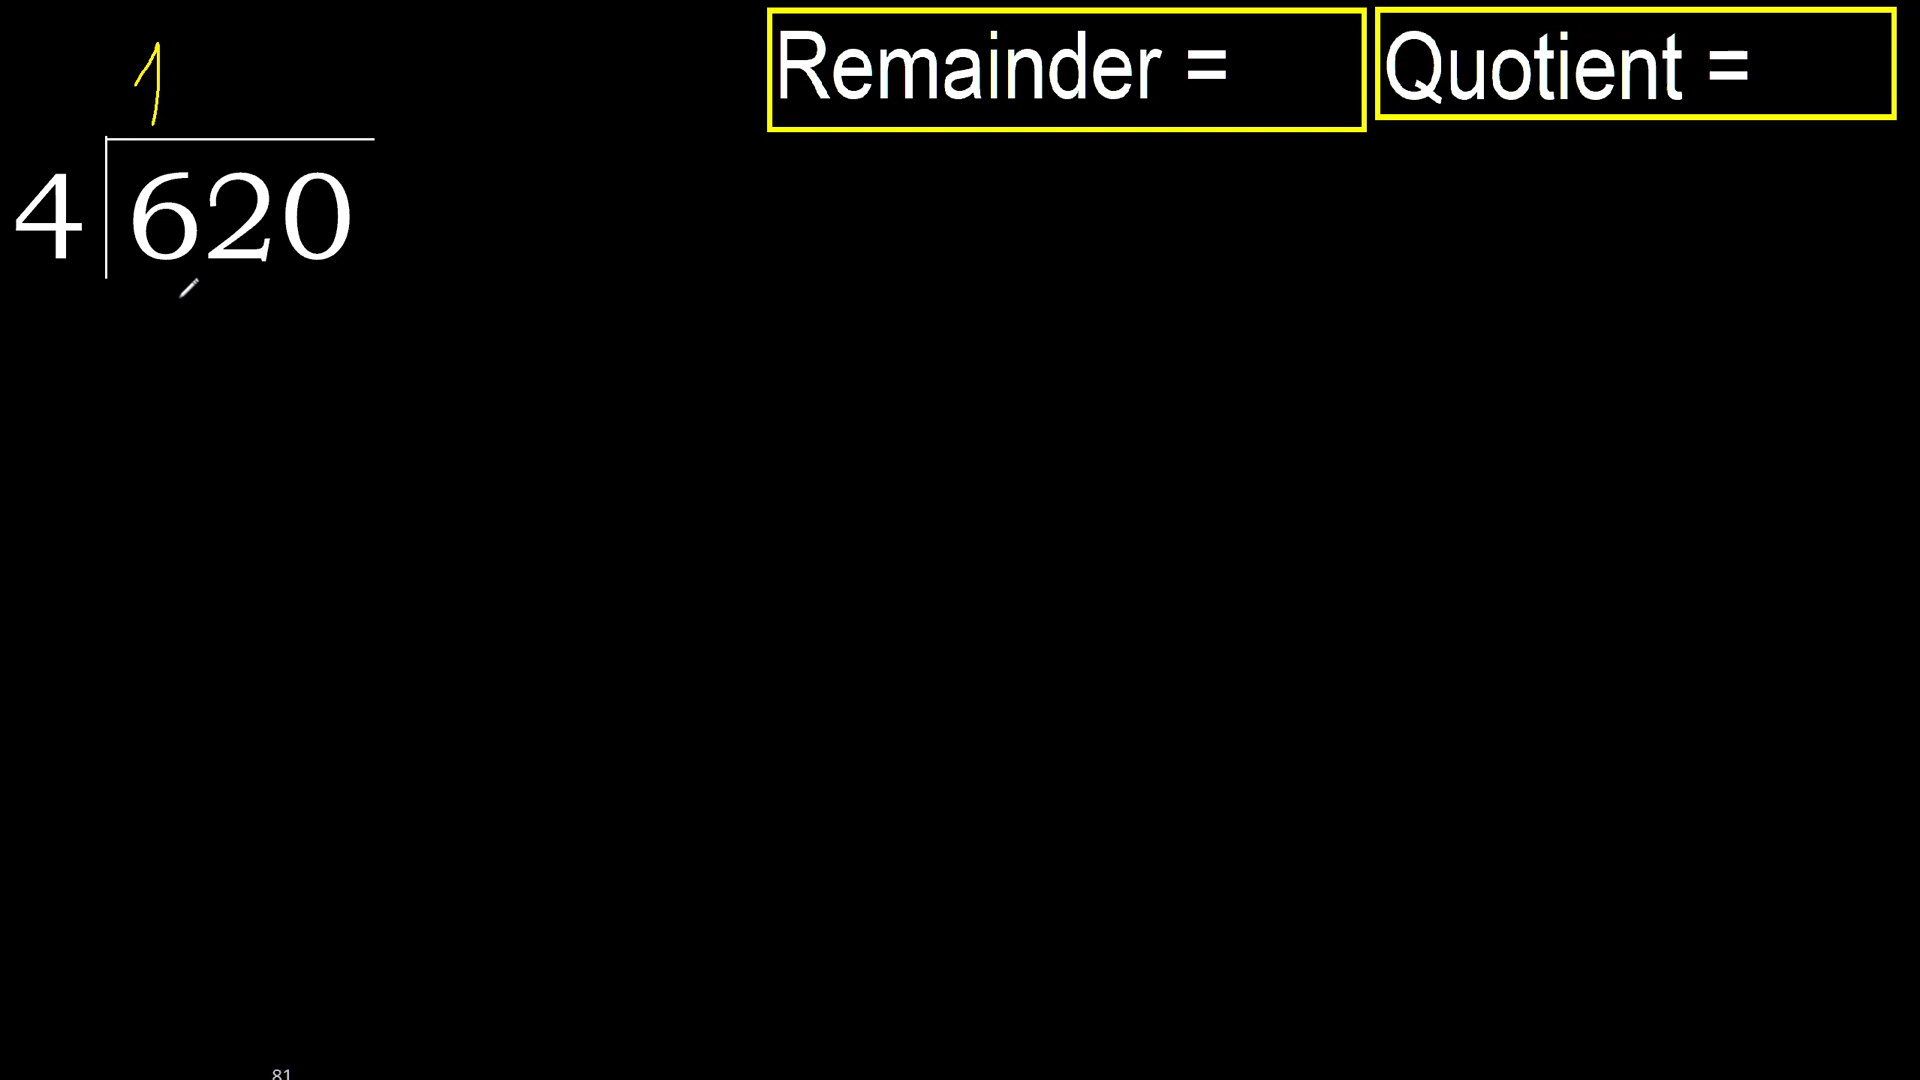 Remainder =
Quotient =
1
4 620
81